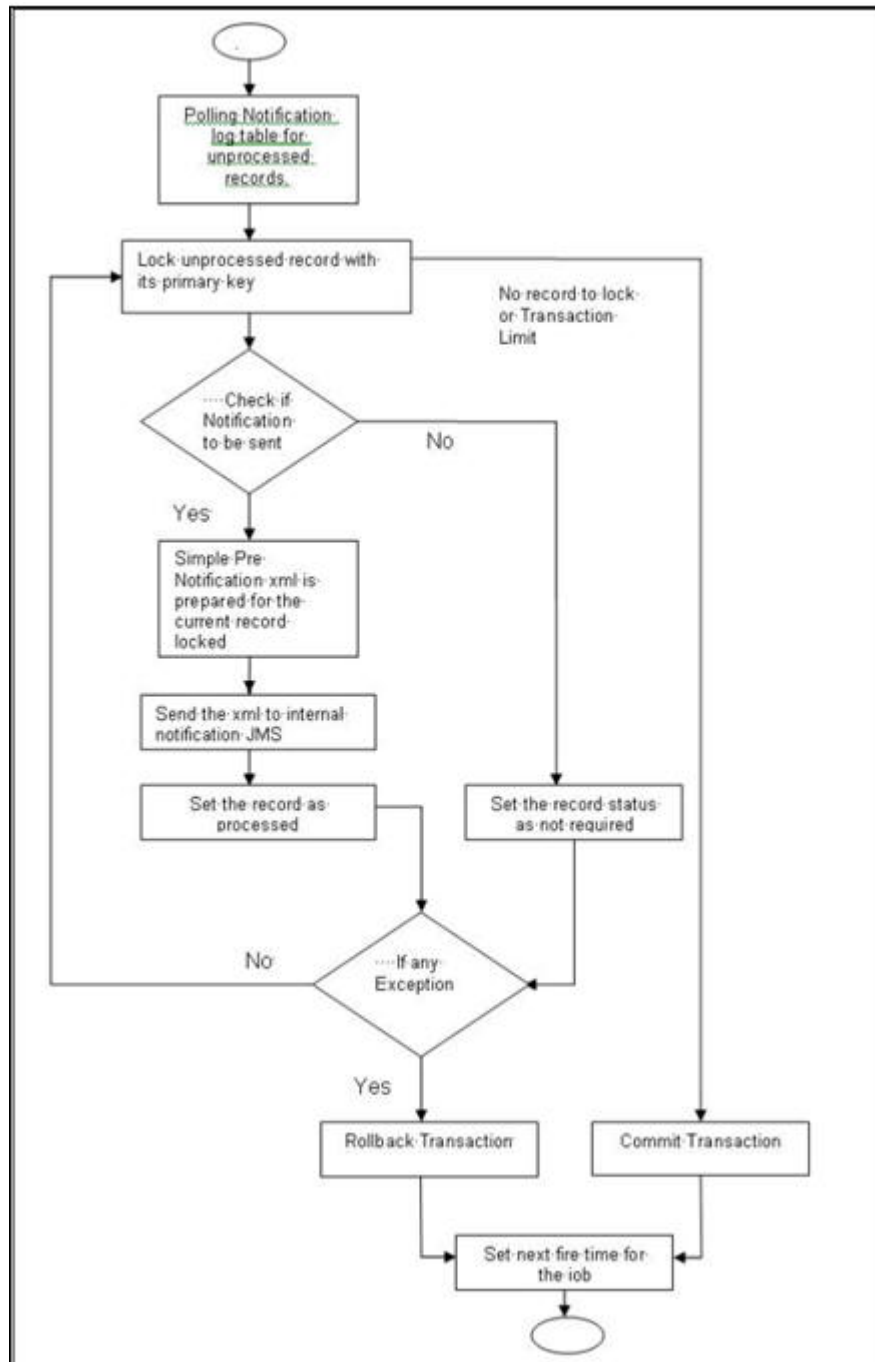 Polling Notification
log table for
unprocessed
records.
Lock unprocessed record with
its primary key
No record to lock
or Transaction
Limit
Check if
Notification
to be sent
No
Yes
Simple Pre
Notification xml is
prepared for the
current record
locked
Send the xml to internal
notification JMS
Set the record as
processed
Set the record status
as not required
If any
Exception
No
Yes
Rollback Transaction
Commit Transaction
Set next fire time for
the job